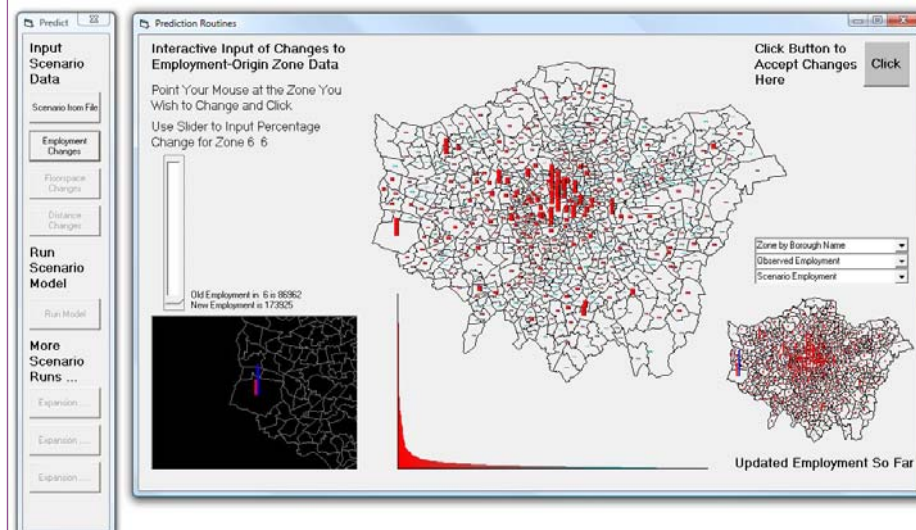 Predict
Input
Scenario
Data
Scenario from File
Employment
Changes
Floorspace
Changes
Distance
Changes
Run
Scenario
Model
Run Model
More
Scenario
Runs ...
Expansion .....
Expansion .....
Expansion .....
Prediction Routines
Interactive Input of Changes to
Employment-Origin Zone Data
Point Your Mouse at the Zone You
Wish to Change and Click
Use Slider to Input Percentage
Change for Zone 6 6
Old Employment in 6 is 86962
New Employment is 173925
Click Button to
Accept Changes
Here
Click
Zone by Borough Name
Observed Employment
Scenario Employment
Updated Employment So Far